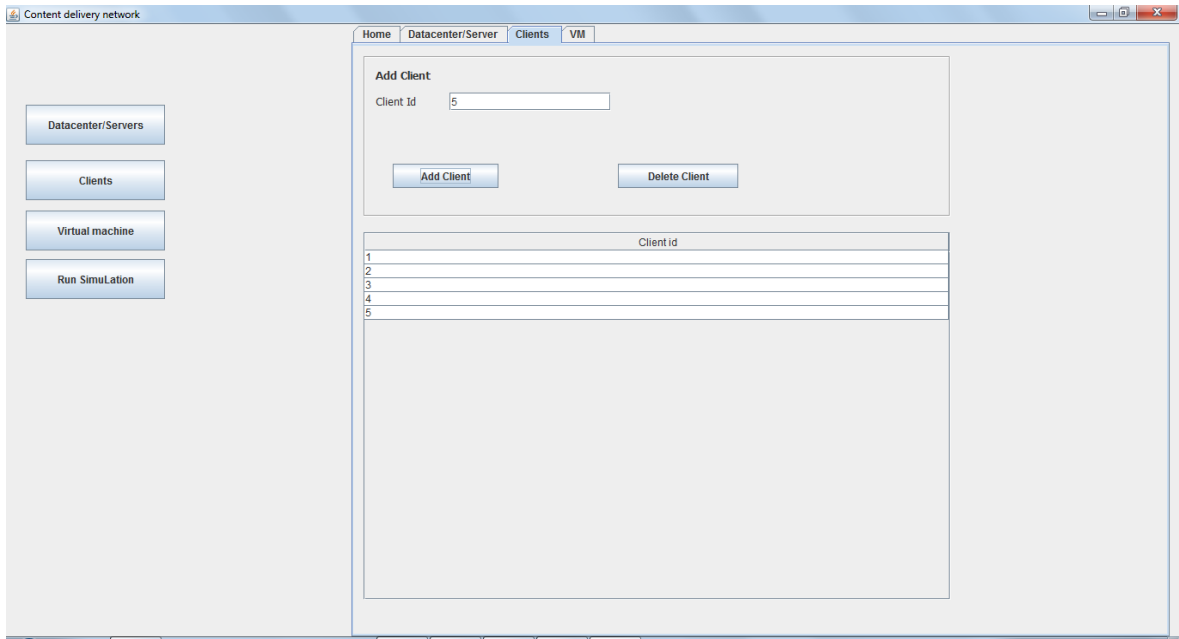 Content delivery network
Home Datacenter/Server Clients VM
Add Client
Client Id 5
Add Client Delete Client
Datacenter/Servers
Clients
Virtual machine
Run SimuLation
Client id
1
2
3
4
5